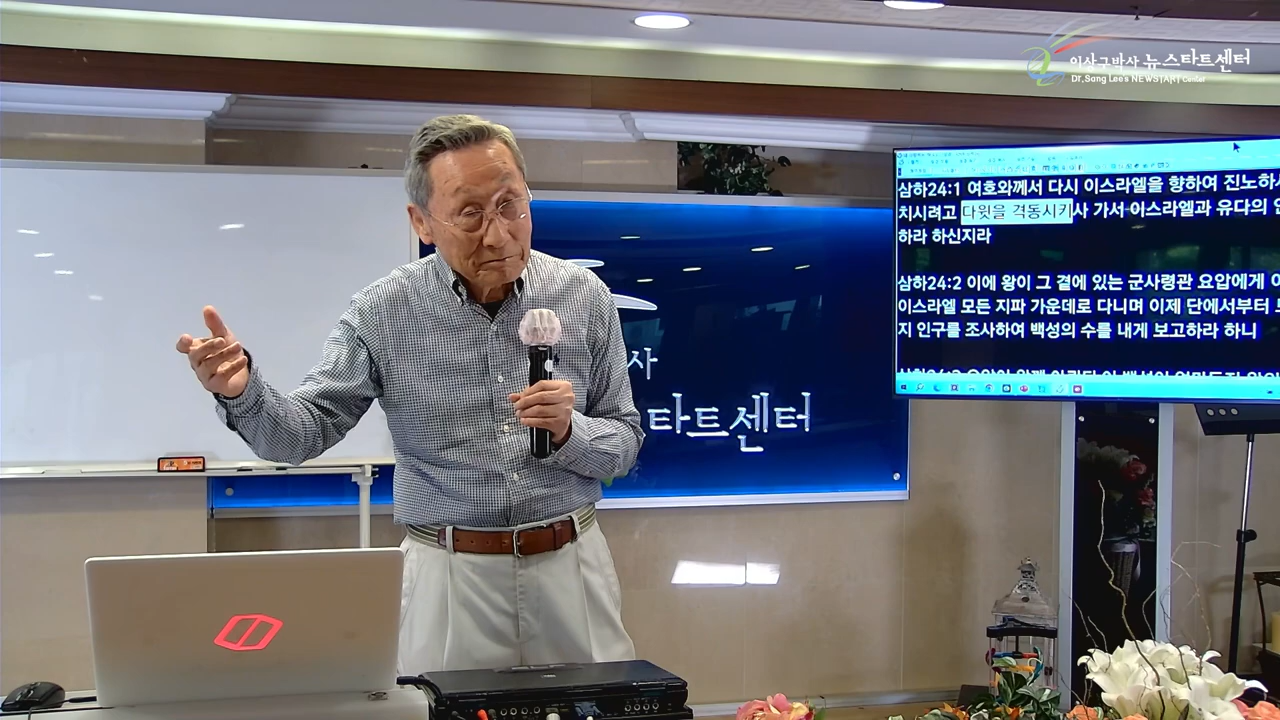 이상구박사 뉴스타트센터
Dr.Sang Lee's NEWSTART Center
삼하24:1 여호와께서 다시 이스라엘을 향하여 진노하시
치시려고 다윗을 격동시키사 가서 이스라엘과 유다의 인
하라 하신지라
삼하24:2 이에 왕이 그 곁에 있는 군사령관 요압에게 이
이스라엘 모든 지파 가운데로 다니며 이제 단에서부터
지 인구를 조사하여 백성의 수를 내게 보고하라 하니
사
스타트센터